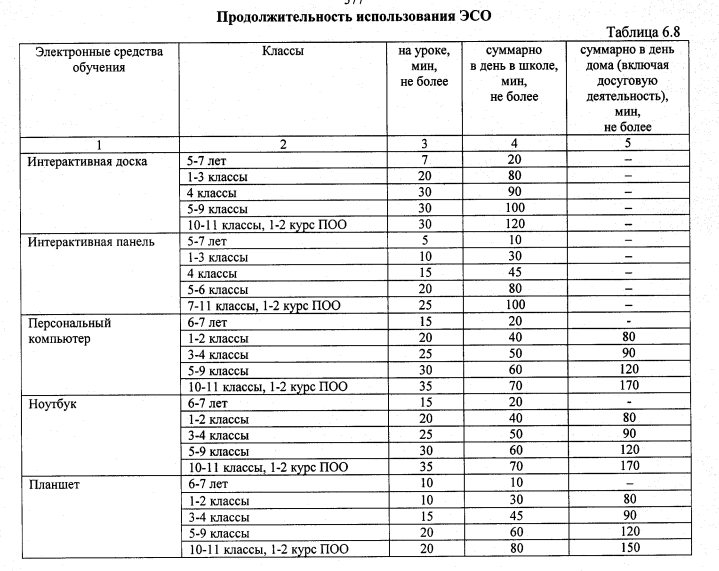 Продолжительность использования ЭСО
Таблица 6.8
Электронные средства обучения | Классы | на уроке, мин, не более | суммарно в день в школе, мин, не более | суммарно в день дома (включая досуговую деятельность), мин, не более
1 | 2 | 3 | 4 | 5
Интерактивная доска | 5-7 лет | 7 | 20 | –
1-3 классы | 20 | 80 | –
4 классы | 30 | 90 | –
5-9 классы | 30 | 100 | –
10-11 классы, 1-2 курс ПОО | 30 | 120 | –
Интерактивная панель | 5-7 лет | 5 | 10 | –
1-3 классы | 10 | 30 | –
4 классы | 15 | 45 | –
5-6 классы | 20 | 80 | –
7-11 классы, 1-2 курс ПОО | 25 | 100 | –
Персональный компьютер | 6-7 лет | 15 | 20 | -
1-2 классы | 20 | 40 | 80
3-4 классы | 25 | 50 | 90
5-9 классы | 30 | 60 | 120
10-11 классы, 1-2 курс ПОО | 35 | 70 | 170
Ноутбук | 6-7 лет | 15 | 20 | -
1-2 классы | 20 | 40 | 80
3-4 классы | 25 | 50 | 90
5-9 классы | 30 | 60 | 120
10-11 классы, 1-2 курс ПОО | 35 | 70 | 170
Планшет | 6-7 лет | 10 | 10 | –
1-2 классы | 10 | 30 | 80
3-4 классы | 15 | 45 | 90
5-9 классы | 20 | 60 | 120
10-11 классы, 1-2 курс ПОО | 20 | 80 | 150